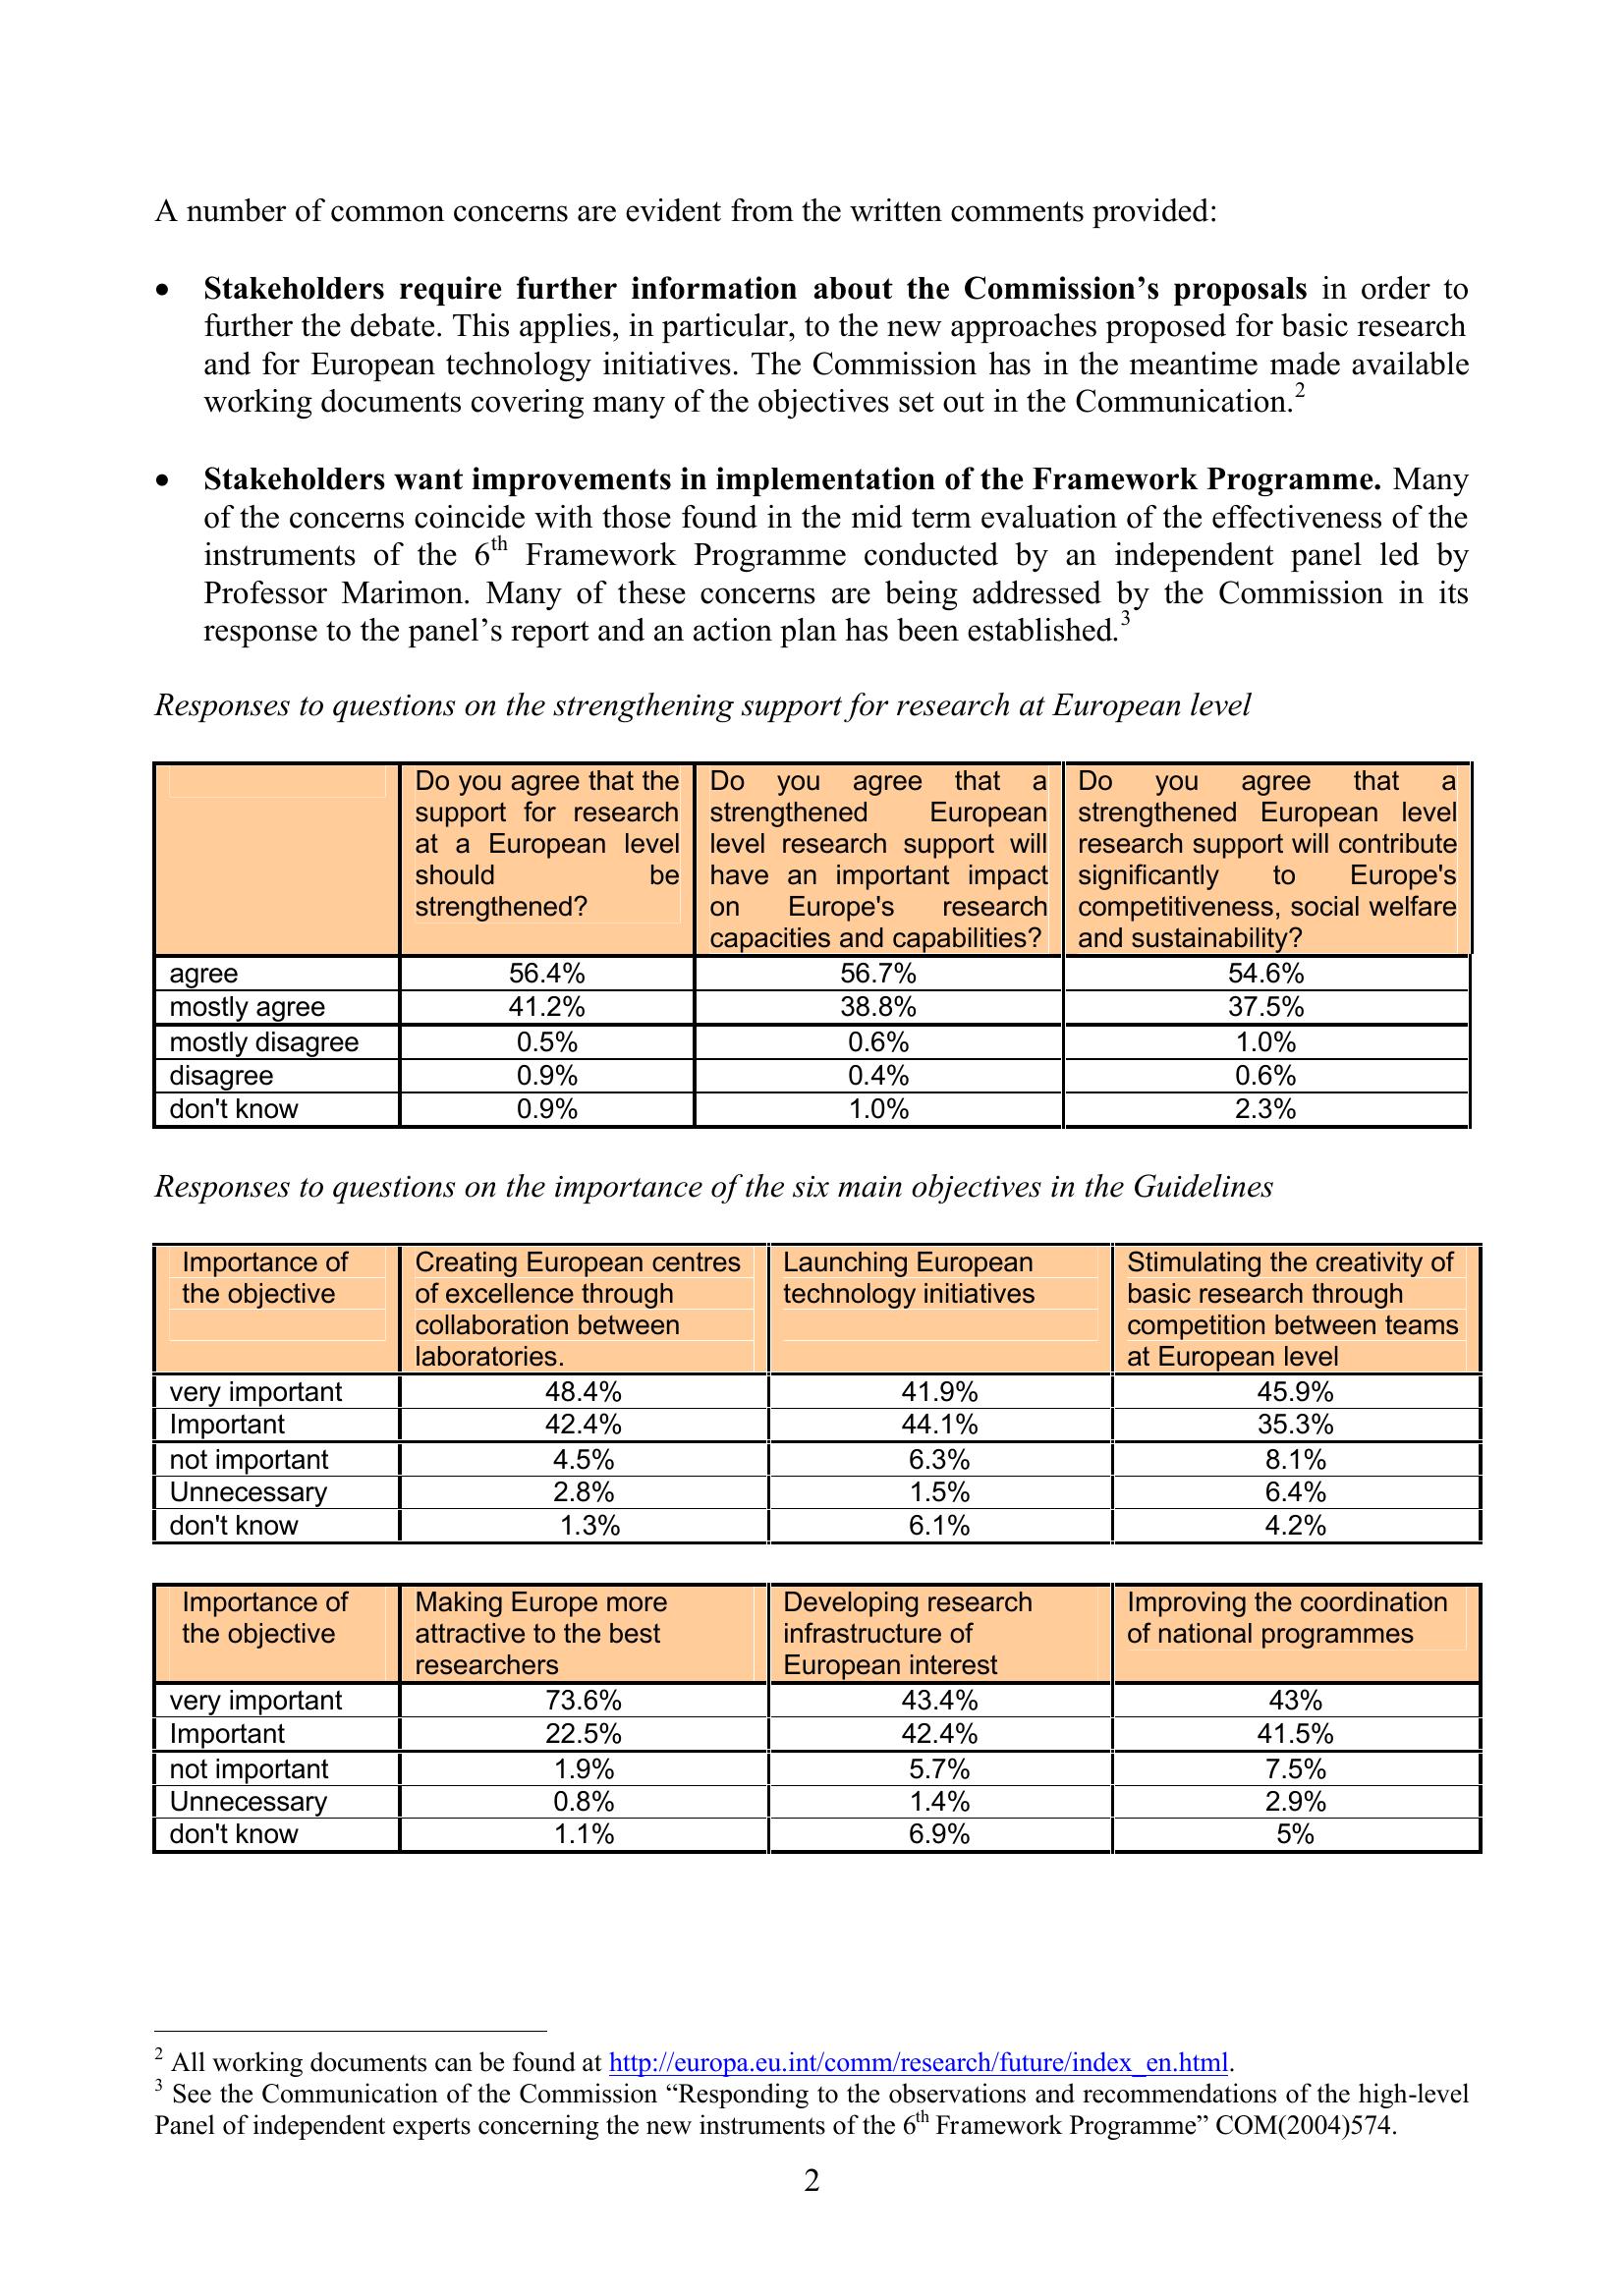 A number of common concerns are evident from the written comments provided:
• Stakeholders require further information about the Commission’s proposals in order to
further the debate. This applies, in particular, to the new approaches proposed for basic research
and for European technology initiatives. The Commission has in the meantime made available
working documents covering many of the objectives set out in the Communication.2
• Stakeholders want improvements in implementation of the Framework Programme. Many
of the concerns coincide with those found in the mid term evaluation of the effectiveness of the
instruments of the 6th Framework Programme conducted by an independent panel led by
Professor Marimon. Many of these concerns are being addressed by the Commission in its
response to the panel’s report and an action plan has been established.3
Responses to questions on the strengthening support for research at European level
Do you agree that the
support for research
at a European level
should be
strengthened?
Do you agree that a
strengthened European
level research support will
have an important impact
on Europe's research
capacities and capabilities?
Do you agree that a
strengthened European level
research support will contribute
significantly to Europe's
competitiveness, social welfare
and sustainability?
agree 56.4% 56.7% 54.6%
mostly agree 41.2% 38.8% 37.5%
mostly disagree 0.5% 0.6% 1.0%
disagree 0.9% 0.4% 0.6%
don't know 0.9% 1.0% 2.3%
Responses to questions on the importance of the six main objectives in the Guidelines
Importance of
the objective
Creating European centres
of excellence through
collaboration between
laboratories.
Launching European
technology initiatives
Stimulating the creativity of
basic research through
competition between teams
at European level
very important 48.4% 41.9% 45.9%
Important 42.4% 44.1% 35.3%
not important 4.5% 6.3% 8.1%
Unnecessary 2.8% 1.5% 6.4%
don't know 1.3% 6.1% 4.2%
Importance of
the objective
Making Europe more
attractive to the best
researchers
Developing research
infrastructure of
European interest
Improving the coordination
of national programmes
very important 73.6% 43.4% 43%
Important 22.5% 42.4% 41.5%
not important 1.9% 5.7% 7.5%
Unnecessary 0.8% 1.4% 2.9%
don't know 1.1% 6.9% 5%
2 All working documents can be found at http://europa.eu.int/comm/research/future/index_en.html.
3 See the Communication of the Commission “Responding to the observations and recommendations of the high-level
Panel of independent experts concerning the new instruments of the 6th Framework Programme” COM(2004)574.
2